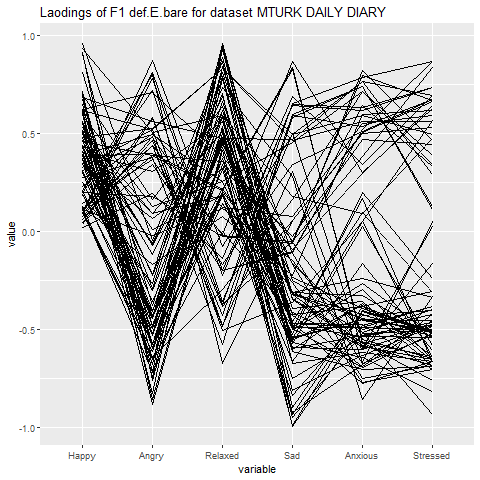 Laodings of F1 def.E.bare for dataset MTURK DAILY DIARY
1.0
0.5
0.0
-0.5
-1.0
value
Happy Angry Relaxed Sad Anxious Stressed
variable